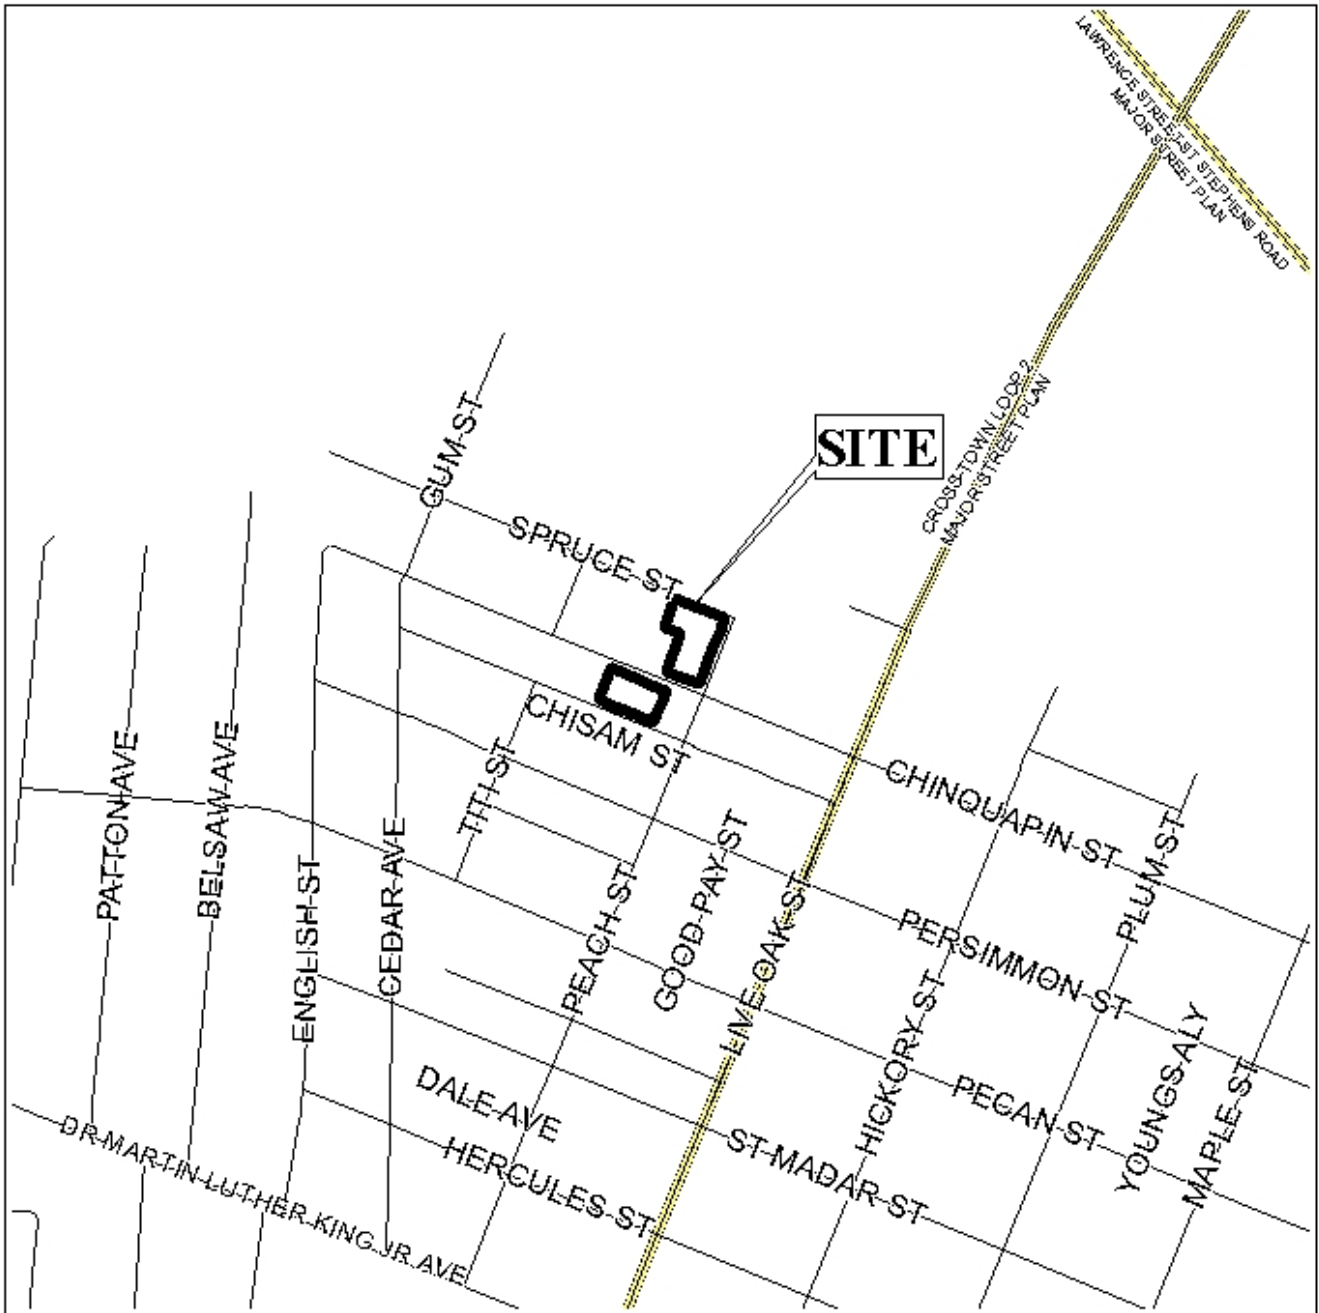 LAWRENCE STREET-ST STEPHENS ROAD
MAJOR STREET PLAN
CROSS-TOWN LOOP 2
MAJOR STREET PLAN
GUM ST
SITE
SPRUCE ST
CHISAM ST
TITI ST
CHINQUAPIN ST
PATTON AVE
BELSAW AVE
ENGLISH ST
CEDAR AVE
PEACH ST
GOOD PAY ST
LIVE OAK ST
PERSIMMON ST
PLUM ST
HICKORY ST
PECAN ST
YOUNGS ALY
MAPLE ST
DALE AVE
HERCULES ST
ST MADAR ST
DR MARTIN LUTHER KING JR AVE